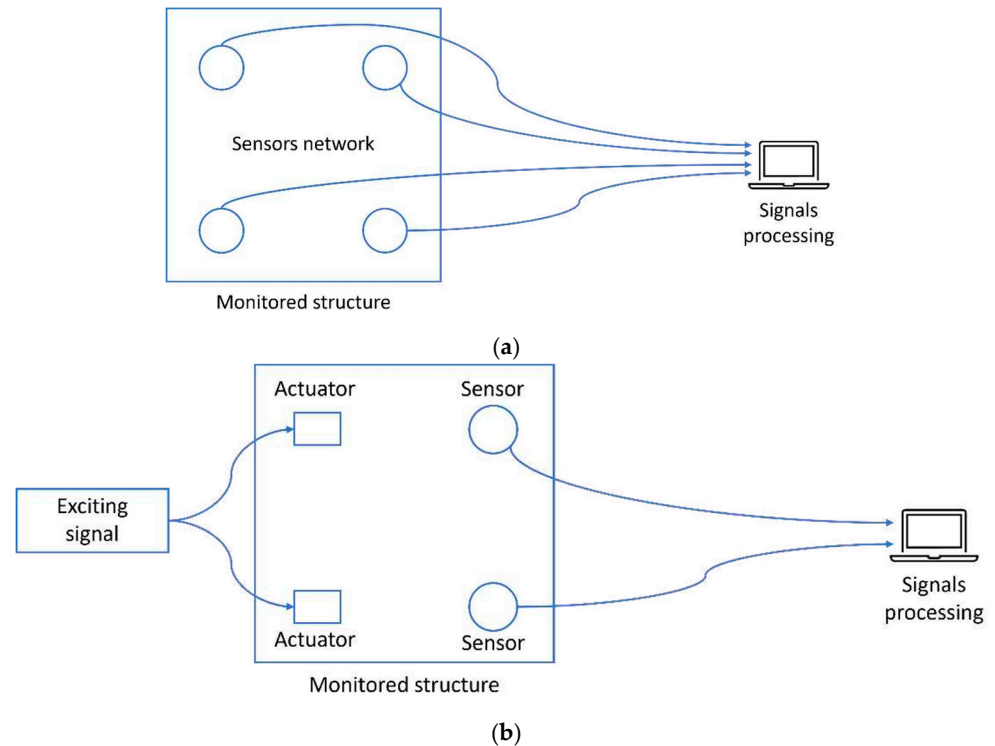 Sensors network
Signals
processing
Monitored structure
(a)
Actuator
Sensor
Exciting
signal
Signals
processing
Actuator
Sensor
Monitored structure
(b)